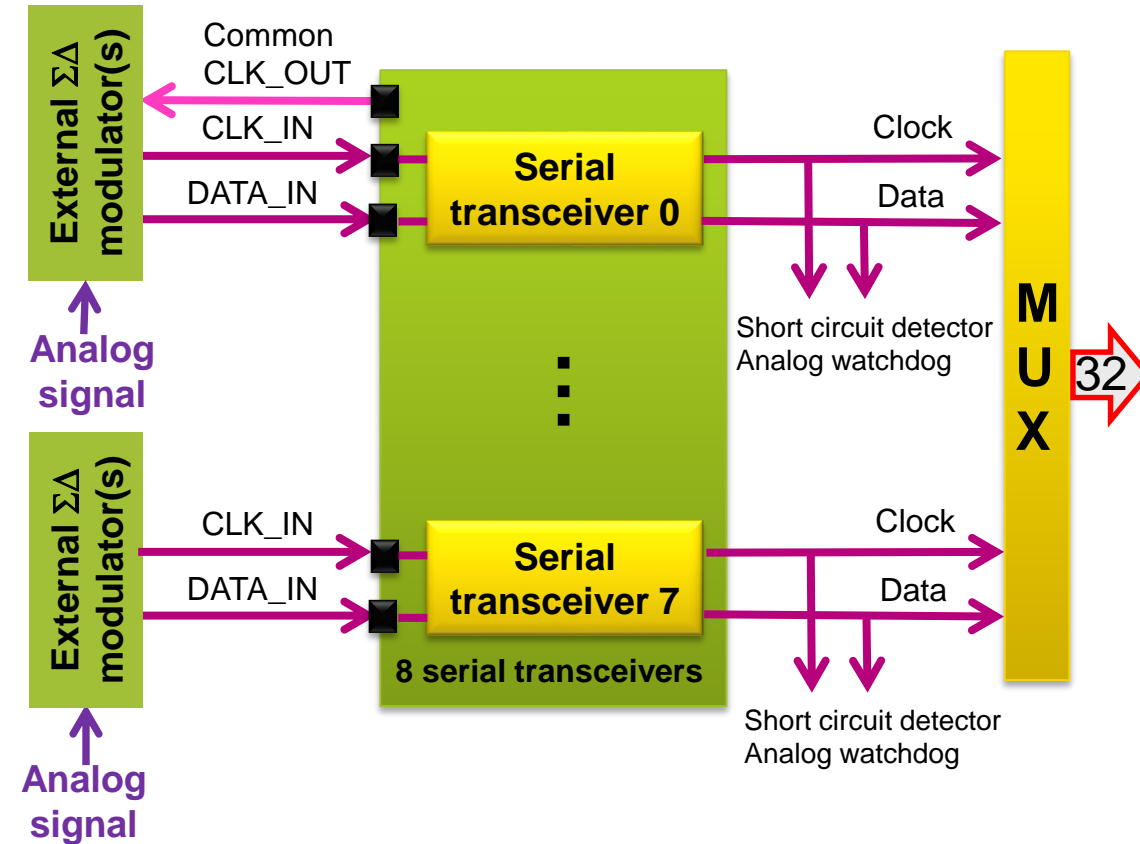 External ΣΔ
modulator(s)
Common
CLK_OUT
CLK_IN
DATA_IN
Analog
signal
Serial
transceiver 0
Clock
Data
Short circuit detector
Analog watchdog
M
U
X
32
External ΣΔ
modulator(s)
CLK_IN
DATA_IN
Analog
signal
Serial
transceiver 7
8 serial transceivers
Clock
Data
Short circuit detector
Analog watchdog